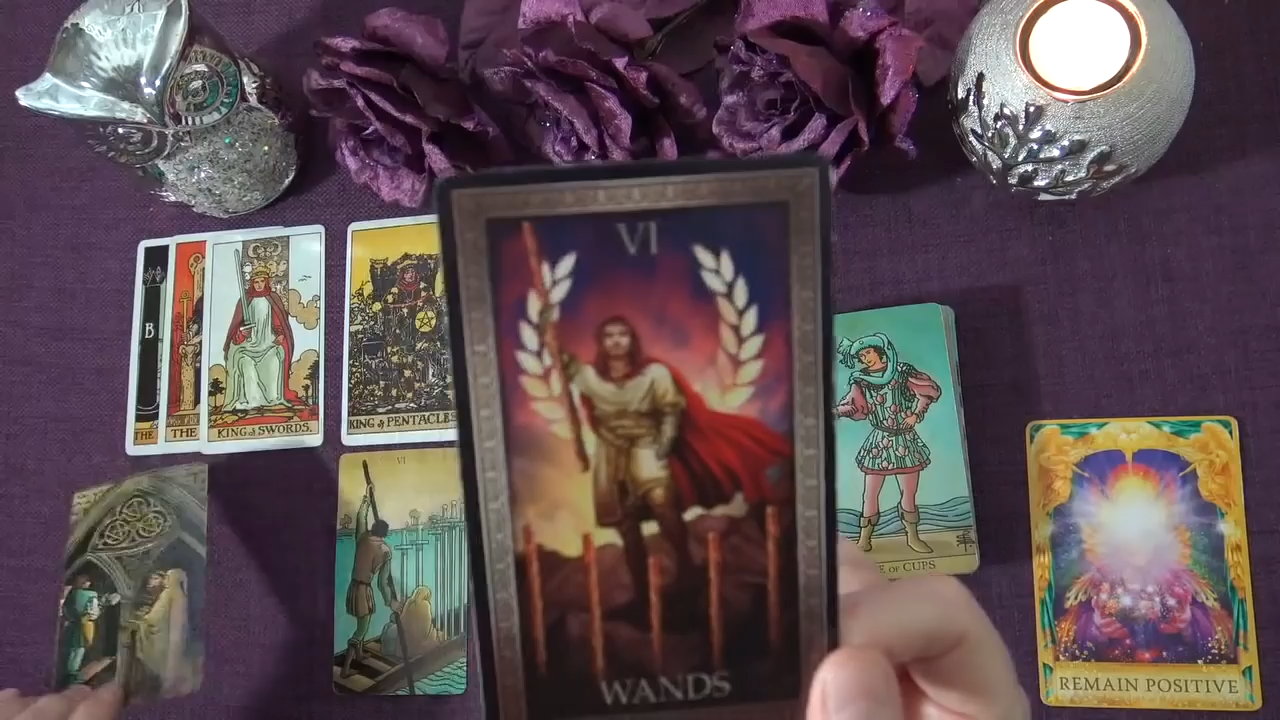 VI
WANDS
B
THE
THE
KING of SWORDS.
KING of PENTACLES
VI
OF CUPS
REMAIN POSITIVE